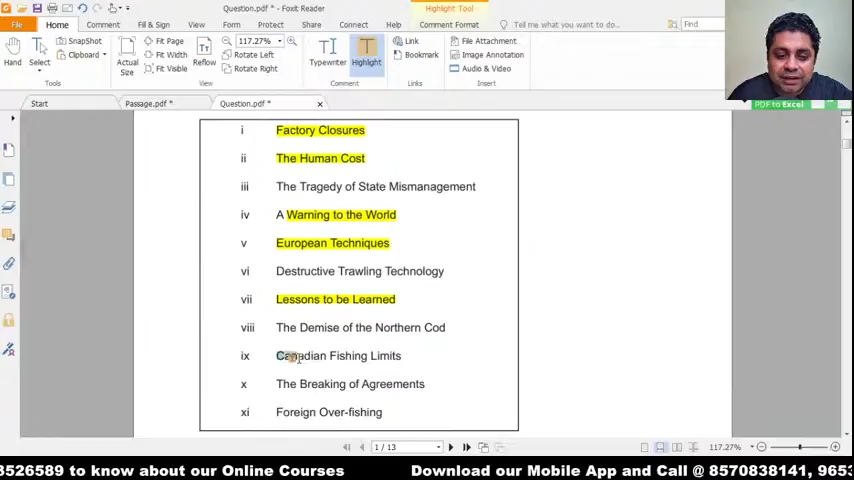 Question.pdf * - Foxit Reader
Highlight Tool
File
Home
Comment
Fill & Sign
View
Form
Protect
Share
Connect
Help
Comment Format
Tell me what you want to do...
Find
Hand
Select
SnapShot
Clipboard
Actual Size
Fit Page
Fit Width
Fit Visible
Reflow
117.27%
Rotate Left
Rotate Right
Typewriter
Highlight
Link
Bookmark
File Attachment
Image Annotation
Audio & Video
Tools
View
Comment
Links
Insert
Start
Passage.pdf *
Question.pdf *
PDF to Excel
i Factory Closures
ii The Human Cost
iii The Tragedy of State Mismanagement
iv A Warning to the World
v European Techniques
vi Destructive Trawling Technology
vii Lessons to be Learned
viii The Demise of the Northern Cod
ix Canadian Fishing Limits
x The Breaking of Agreements
xi Foreign Over-fishing
1 / 13
117.27%
3526589 to know about our Online Courses Download our Mobile App and Call @ 8570838141, 9653